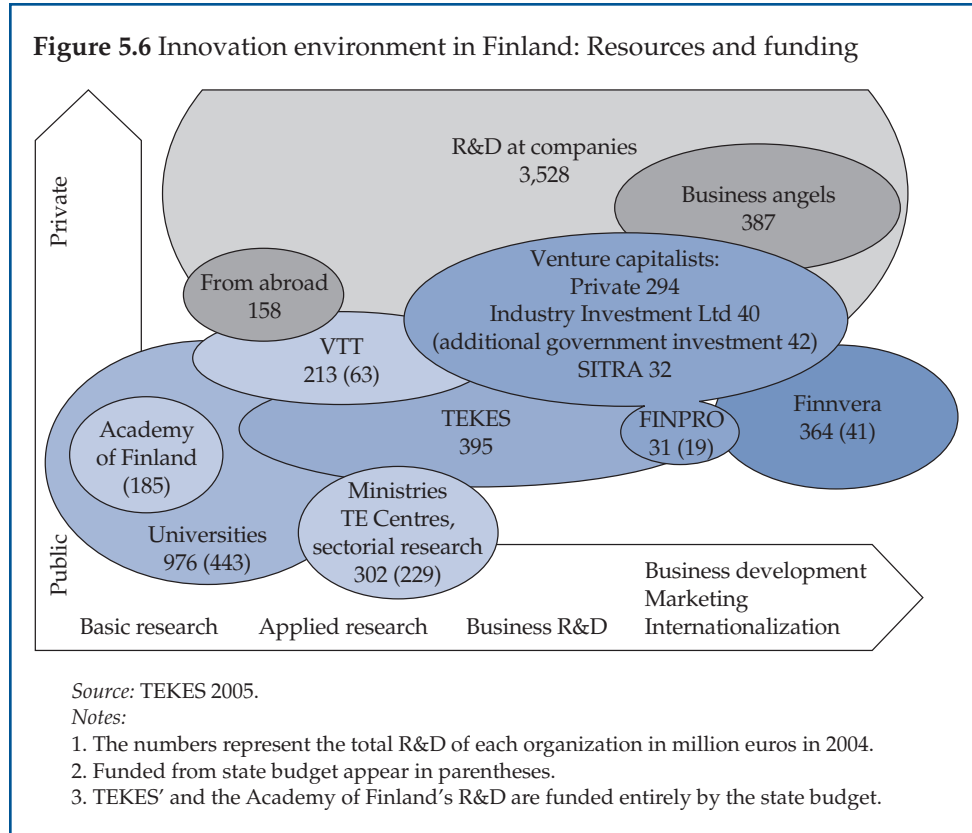 Figure 5.6 Innovation environment in Finland: Resources and funding
Private
Public
R&D at companies
3,528
Business angels
387
From abroad
158
Venture capitalists:
Private 294
Industry Investment Ltd 40
(additional government investment 42)
SITRA 32
VTT
213 (63)
TEKES
395
FINPRO
31 (19)
Finnvera
364 (41)
Academy
of Finland
(185)
Universities
976 (443)
Ministries
TE Centres,
sectorial research
302 (229)
Basic research
Applied research
Business R&D
Business development
Marketing
Internationalization
Source: TEKES 2005.
Notes:
1. The numbers represent the total R&D of each organization in million euros in 2004.
2. Funded from state budget appear in parentheses.
3. TEKES’ and the Academy of Finland’s R&D are funded entirely by the state budget.